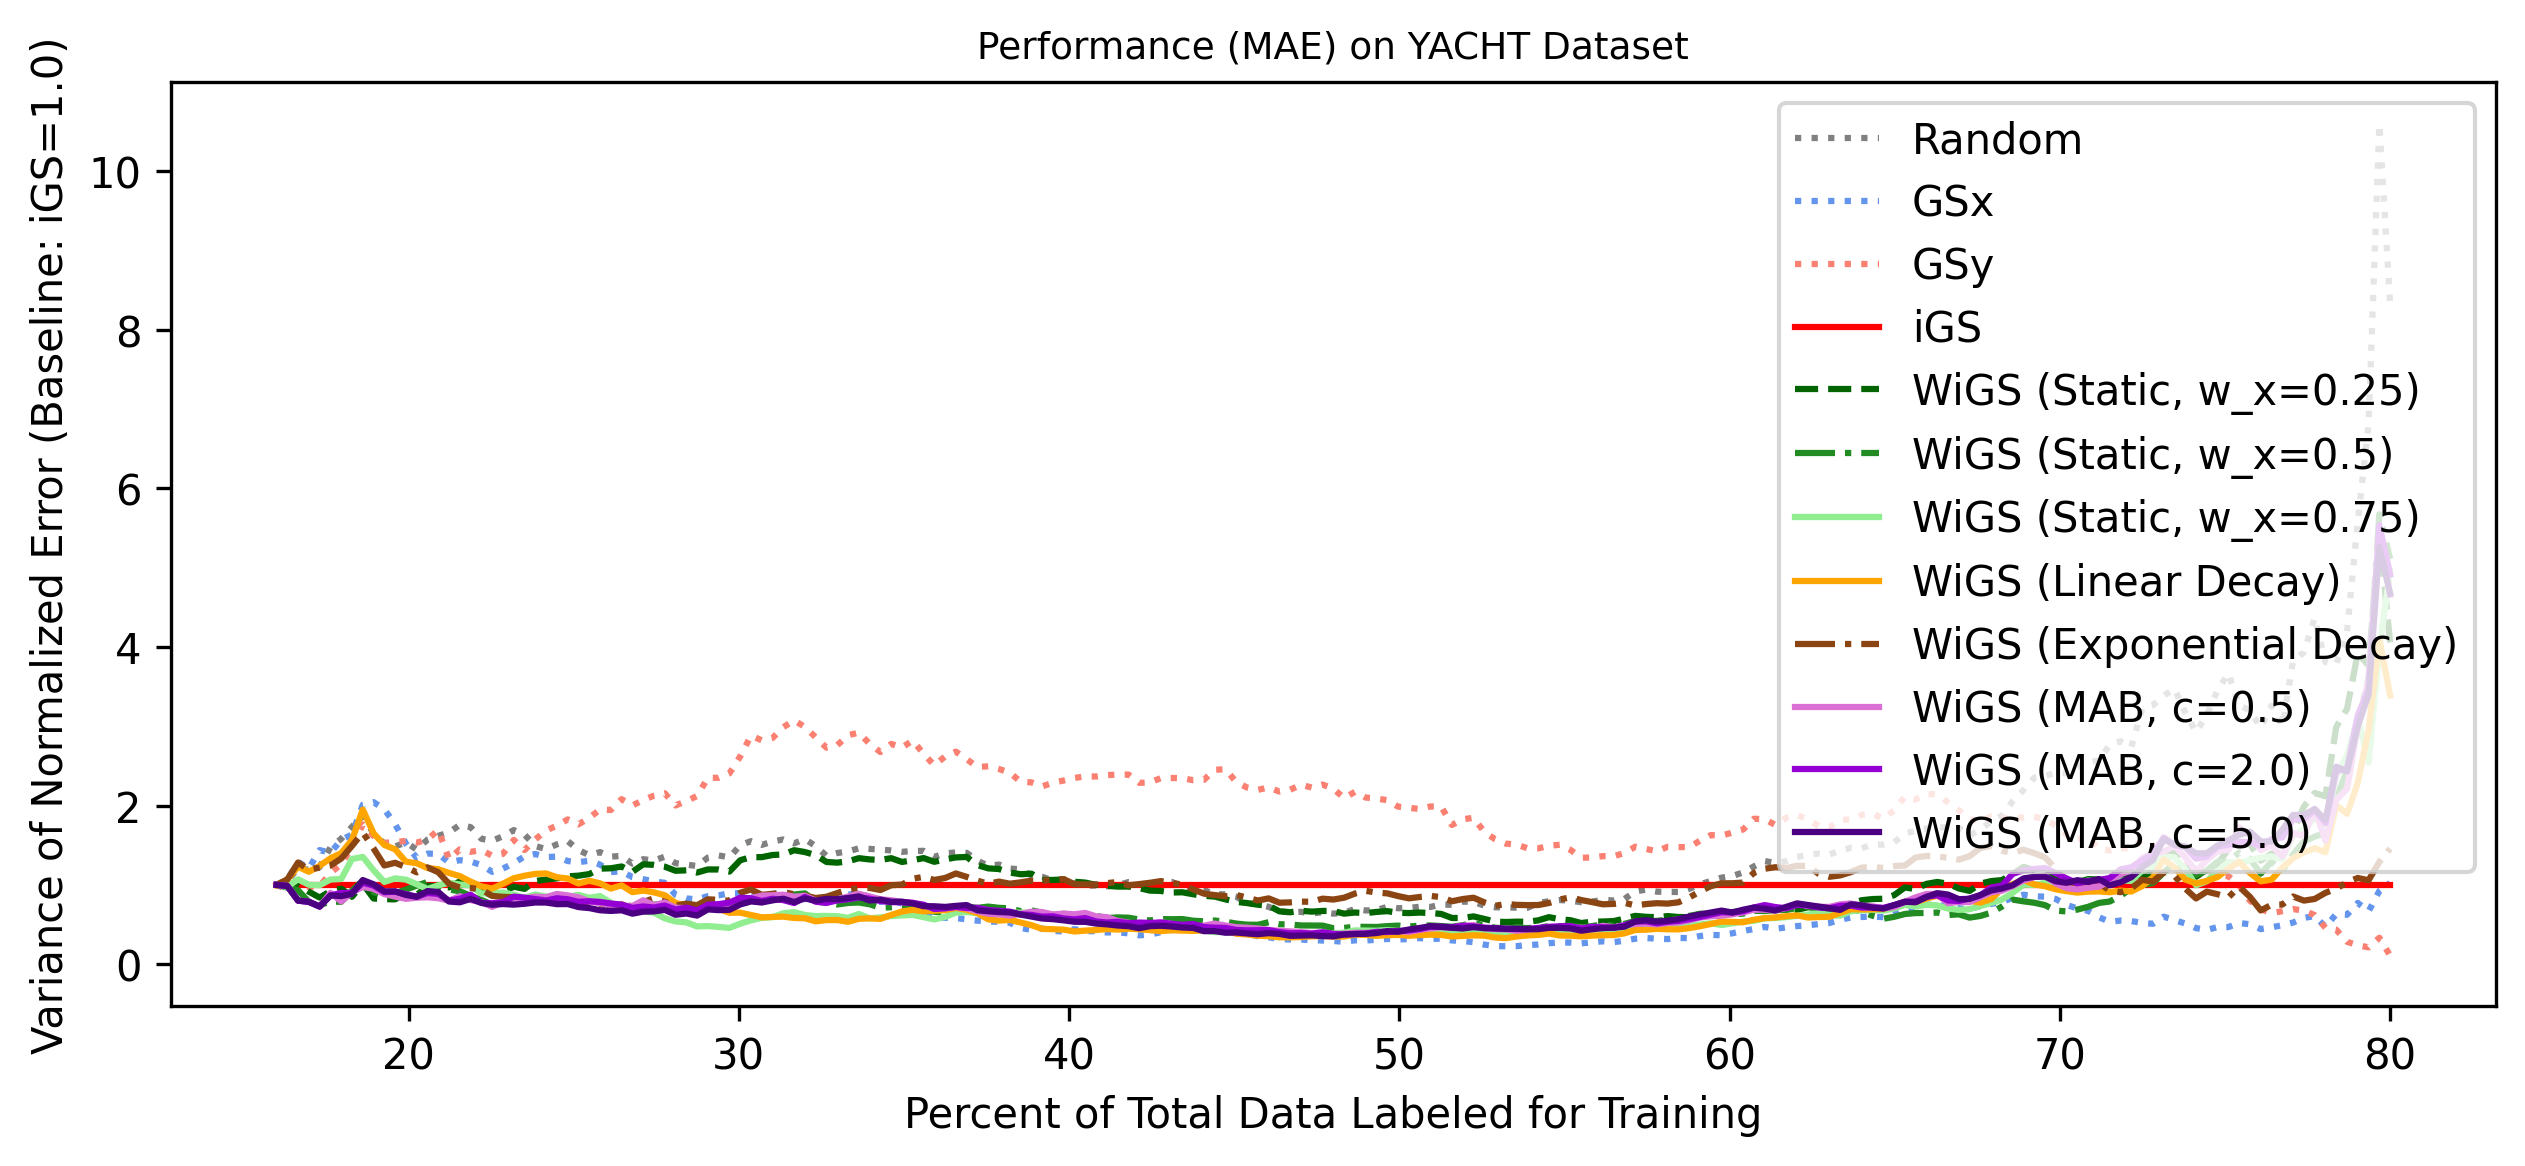 Performance (MAE) on YACHT Dataset
Variance of Normalized Error (Baseline: iGS=1.0)
10
8
6
4
2
0
Random
GSx
GSy
iGS
WiGS (Static, w_x=0.25)
WiGS (Static, w_x=0.5)
WiGS (Static, w_x=0.75)
WiGS (Linear Decay)
WiGS (Exponential Decay)
WiGS (MAB, c=0.5)
WiGS (MAB, c=2.0)
WiGS (MAB, c=5.0)
20 30 40 50 60 70 80
Percent of Total Data Labeled for Training